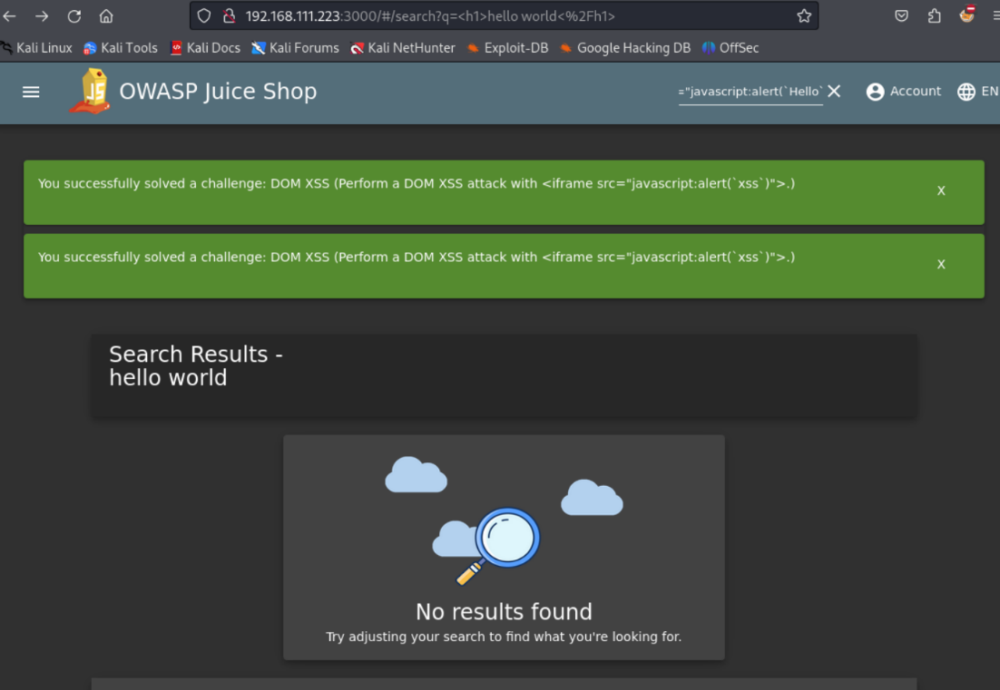 192.168.111.223:3000/#/search?q=<h1>hello world<%2Fh1>
Kali Linux Kali Tools Kali Docs Kali Forums Kali NetHunter Exploit-DB Google Hacking DB OffSec
OWASP Juice Shop ="javascript:alert(`Hello` Account EN
You successfully solved a challenge: DOM XSS (Perform a DOM XSS attack with <iframe src="javascript:alert(`xss`)">.) X
You successfully solved a challenge: DOM XSS (Perform a DOM XSS attack with <iframe src="javascript:alert(`xss`)">.) X
Search Results -
hello world
No results found
Try adjusting your search to find what you're looking for.